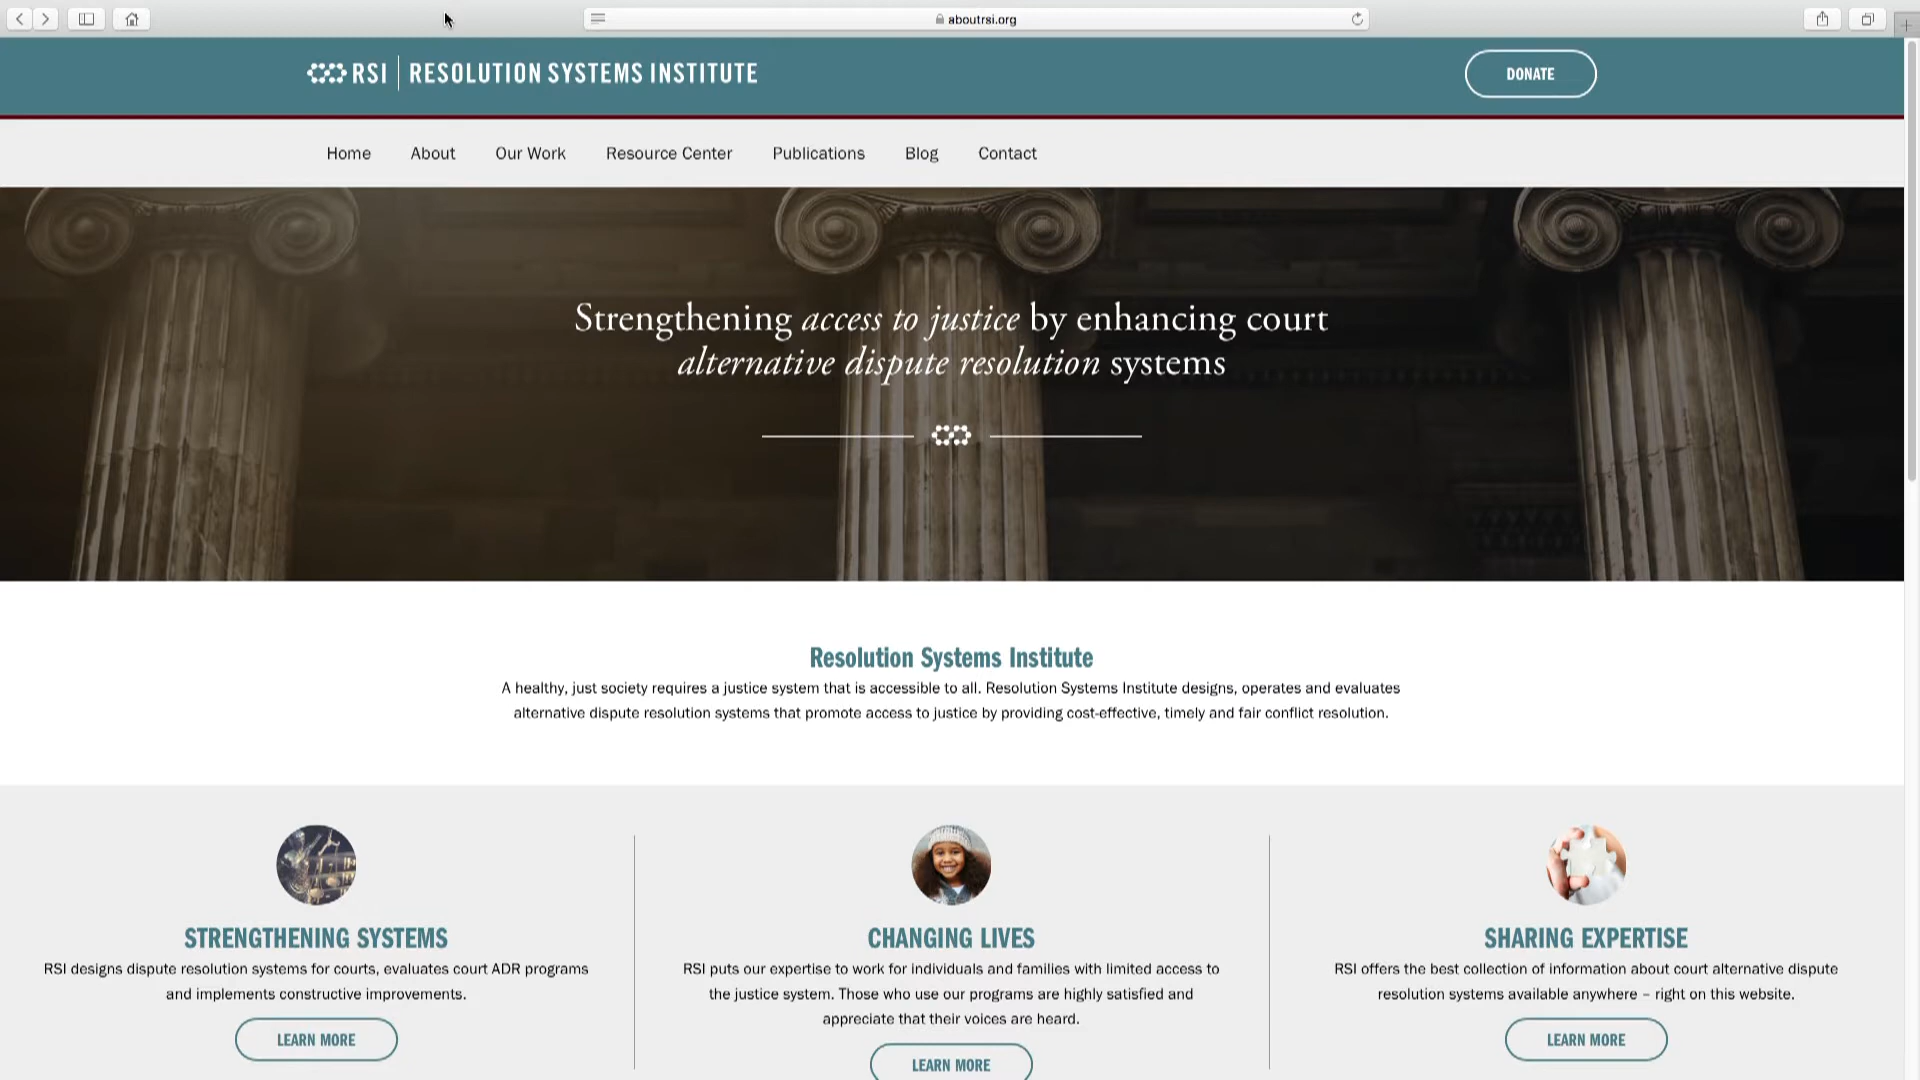 aboutrsi.org
RSI | RESOLUTION SYSTEMS INSTITUTE
DONATE
Home About Our Work Resource Center Publications Blog Contact
Strengthening access to justice by enhancing court
alternative dispute resolution systems
Resolution Systems Institute
A healthy, just society requires a justice system that is accessible to all. Resolution Systems Institute designs, operates and evaluates
alternative dispute resolution systems that promote access to justice by providing cost-effective, timely and fair conflict resolution.
STRENGTHENING SYSTEMS
RSI designs dispute resolution systems for courts, evaluates court ADR programs
and implements constructive improvements.
LEARN MORE
CHANGING LIVES
RSI puts our expertise to work for individuals and families with limited access to
the justice system. Those who use our programs are highly satisfied and
appreciate that their voices are heard.
LEARN MORE
SHARING EXPERTISE
RSI offers the best collection of information about court alternative dispute
resolution systems available anywhere – right on this website.
LEARN MORE